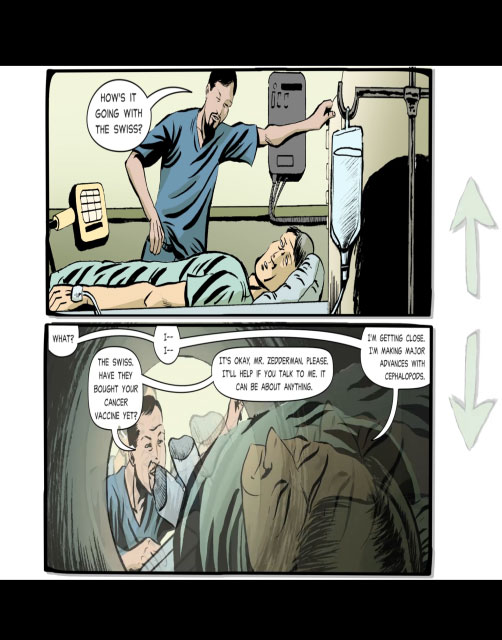 HOW'S IT
GOING WITH
THE SWISS?
WHAT?
I--
I--
THE SWISS.
HAVE THEY
BOUGHT YOUR
CANCER
VACCINE YET?
IT'S OKAY, MR. ZEDDERMAN, PLEASE.
IT'LL HELP IF YOU TALK TO ME. IT
CAN BE ABOUT ANYTHING.
I'M GETTING CLOSE.
I'M MAKING MAJOR
ADVANCES WITH
CEPHALOPODS.